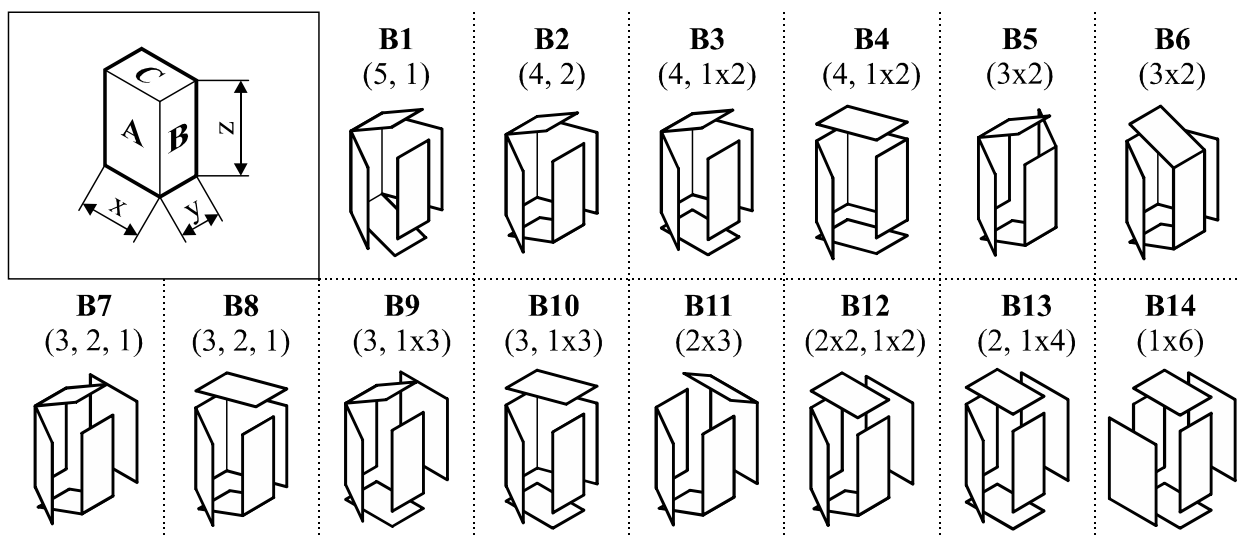 C
A
B
z
x
y
B1
(5, 1)
B2
(4, 2)
B3
(4, 1x2)
B4
(4, 1x2)
B5
(3x2)
B6
(3x2)
B7
(3, 2, 1)
B8
(3, 2, 1)
B9
(3, 1x3)
B10
(3, 1x3)
B11
(2x3)
B12
(2x2, 1x2)
B13
(2, 1x4)
B14
(1x6)